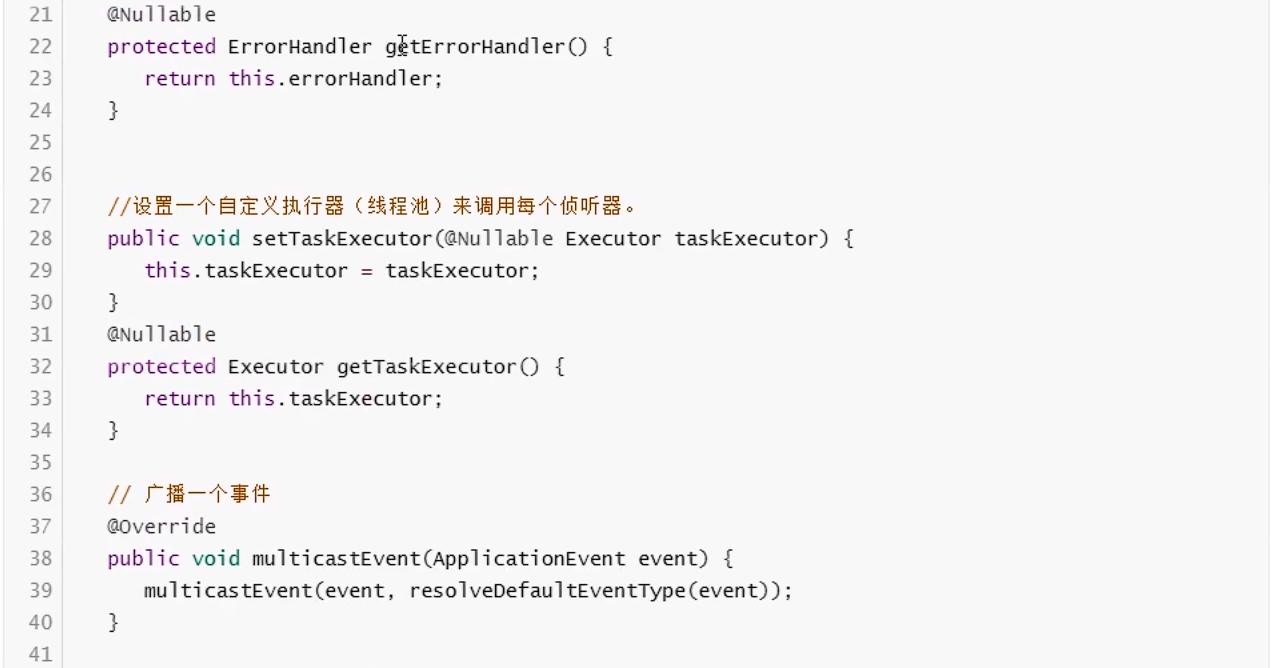 21 @Nullable
22 protected ErrorHandler getErrorHandler() {
23 return this.errorHandler;
24 }
25
26
27 //设置一个自定义执行器（线程池）来调用每个侦听器。
28 public void setTaskExecutor(@Nullable Executor taskExecutor) {
29 this.taskExecutor = taskExecutor;
30 }
31 @Nullable
32 protected Executor getTaskExecutor() {
33 return this.taskExecutor;
34 }
35
36 // 广播一个事件
37 @Override
38 public void multicastEvent(ApplicationEvent event) {
39 multicastEvent(event, resolveDefaultEventType(event));
40 }
41